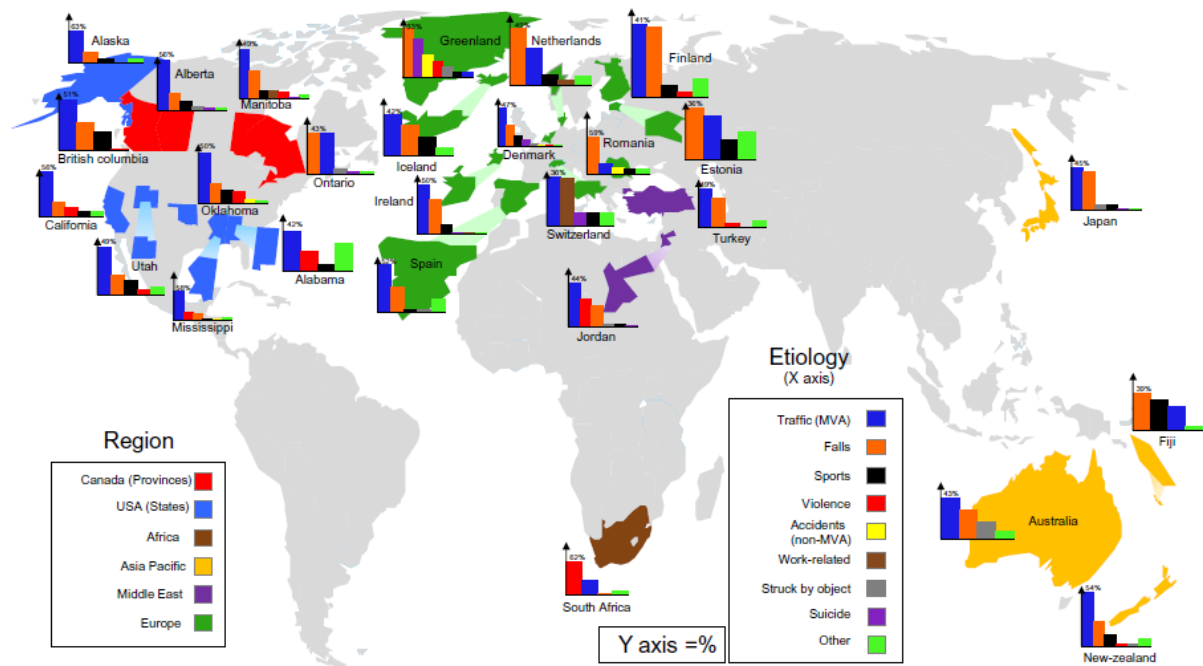 63%
Alaska
56%
Alberta
49%
Manitoba
51%
British columbia
43%
Ontario
56%
California
50%
Oklahoma
49%
Utah
58%
Mississippi
42%
Alabama
Greenland
Netherlands
41%
Finland
42%
Iceland
47%
Denmark
59%
Romania
36%
Estonia
50%
Ireland
36%
Switzerland
49%
Turkey
Spain
44%
Jordan
45%
Japan
39%
Fiji
43%
Australia
54%
New-zealand
62%
South Africa
Region
Canada (Provinces)
USA (States)
Africa
Asia Pacific
Middle East
Europe
Etiology
(X axis)
Traffic (MVA)
Falls
Sports
Violence
Accidents
(non-MVA)
Work-related
Struck by object
Suicide
Other
Y axis =%